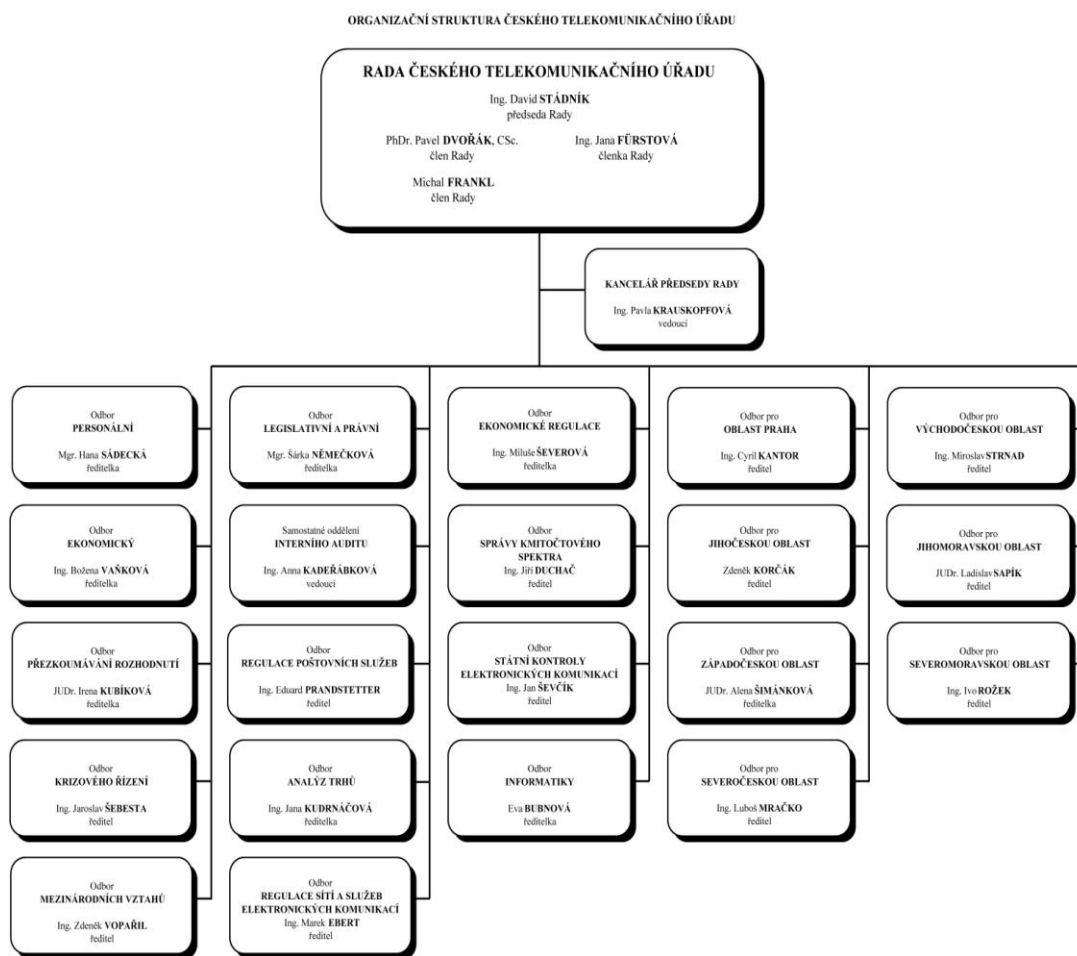 ORGANIZAČNÍ STRUKTURA ČESKÉHO TELEKOMUNIKAČNÍHO ÚŘADU
RADA ČESKÉHO TELEKOMUNIKAČNÍHO ÚŘADU
Ing. David STÁDNÍK
předseda Rady
PhDr. Pavel DVOŘÁK, CSc.
člen Rady
Ing. Jana FÜRSTOVÁ
členka Rady
Michal FRANKL
člen Rady
KANCELÁŘ PŘEDSEDY RADY
Ing. Pavla KRAUSKOPFOVÁ
vedoucí
Odbor
PERSONÁLNÍ
Mgr. Hana SÁDECKÁ
ředitelka
Odbor
LEGISLATIVNÍ A PRÁVNÍ
Mgr. Šárka NĚMEČKOVÁ
ředitelka
Odbor
EKONOMICKÉ REGULACE
Ing. Miluše ŠEVEROVÁ
ředitelka
Odbor pro
OBLAST PRAHA
Ing. Cyril KANTOR
ředitel
Odbor pro
VÝCHODOČESKOU OBLAST
Ing. Miroslav STRNAD
ředitel
Odbor
EKONOMICKÝ
Ing. Božena VAŇKOVÁ
ředitelka
Samostatné oddělení
INTERNÍHO AUDITU
Ing. Anna KADEŘÁBKOVÁ
vedoucí
Odbor
SPRÁVY KMITOČTOVÉHO
SPEKTRA
Ing. Jiří DUCHAČ
ředitel
Odbor pro
JIHOČESKOU OBLAST
Zdeněk KORČÁK
ředitel
Odbor pro
JIHOMORAVSKOU OBLAST
JUDr. Ladislav SAPÍK
ředitel
Odbor
PŘEZKOUMÁVÁNÍ ROZHODNUTÍ
JUDr. Irena KUBÍKOVÁ
ředitelka
Odbor
REGULACE POŠTOVNÍCH SLUŽEB
Ing. Eduard PRANDSTETTER
ředitel
Odbor
STÁTNÍ KONTROLY
ELEKTRONICKÝCH KOMUNIKACÍ
Ing. Jan ŠEVČÍK
ředitel
Odbor pro
ZÁPADOČESKOU OBLAST
JUDr. Alena ŠIMÁNKOVÁ
ředitelka
Odbor pro
SEVEROMORAVSKOU OBLAST
Ing. Ivo ROŽEK
ředitel
Odbor
KRIZOVÉHO ŘÍZENÍ
Ing. Jaroslav ŠEBESTA
ředitel
Odbor
ANALÝZ TRHŮ
Ing. Jana KUDRNÁČOVÁ
ředitelka
Odbor
INFORMATIKY
Eva BUBNOVÁ
ředitelka
Odbor pro
SEVEROČESKOU OBLAST
Ing. Luboš MRAČKO
ředitel
Odbor
MEZINÁRODNÍCH VZTAHŮ
Ing. Zdeněk VOPAŘIL
ředitel
Odbor
REGULACE SÍTÍ A SLUŽEB
ELEKTRONICKÝCH KOMUNIKACÍ
Ing. Marek EBERT
ředitel